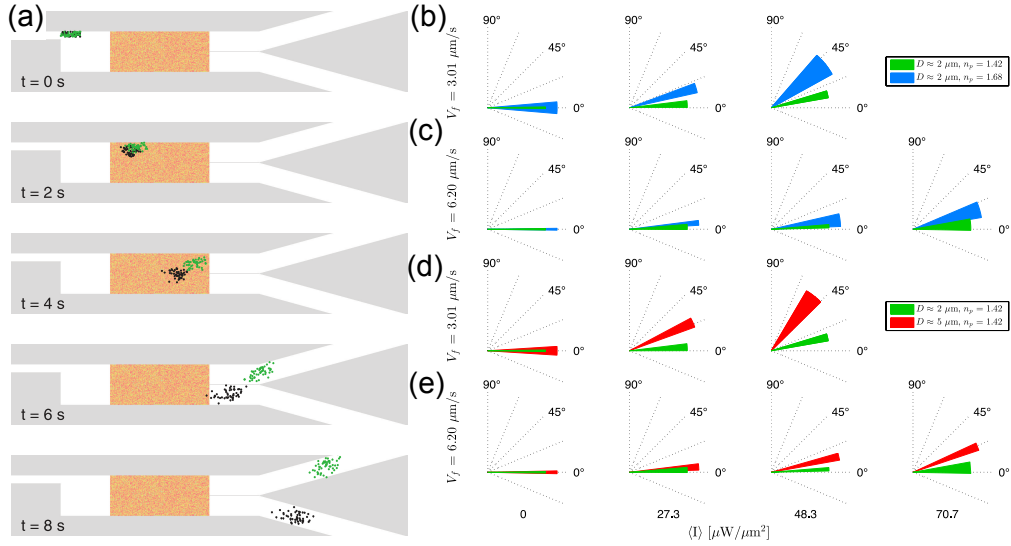 (a)
t = 0 s
t = 2 s
t = 4 s
t = 6 s
t = 8 s
(b)
V_f = 3.01 μm/s
90° 45° 0°
90° 45° 0°
90° 45° 0°
D ≈ 2 μm, n_p = 1.42
D ≈ 2 μm, n_p = 1.68
(c)
V_f = 6.20 μm/s
90° 45° 0°
90° 45° 0°
90° 45° 0°
90° 45° 0°
(d)
V_f = 3.01 μm/s
90° 45° 0°
90° 45° 0°
90° 45° 0°
D ≈ 2 μm, n_p = 1.42
D ≈ 5 μm, n_p = 1.42
(e)
V_f = 6.20 μm/s
90° 45° 0°
90° 45° 0°
90° 45° 0°
90° 45° 0°
0 27.3 48.3 70.7
⟨I⟩ [μW/μm²]